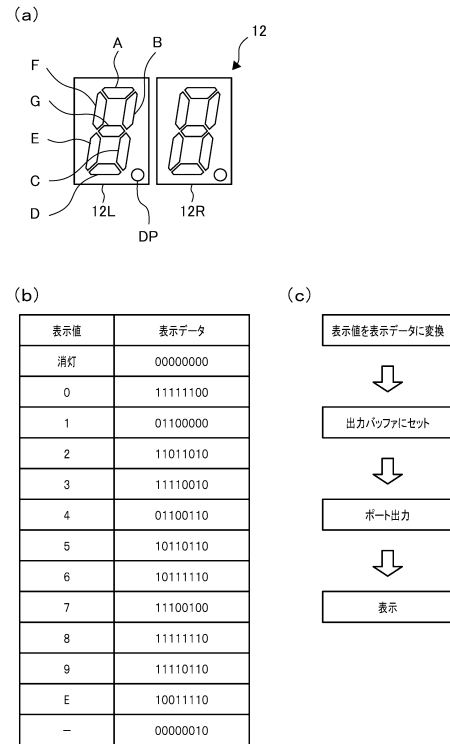 (a)
12
A
B
F
G
E
C
D
12L
12R
DP
(b)
表示値 表示データ
消灯 00000000
0 11111100
1 01100000
2 11011010
3 11110010
4 01100110
5 10110110
6 10111110
7 11100100
8 11111110
9 11110110
E 10011110
― 00000010
(c)
表示値を表示データに変換
出力バッファにセット
ポート出力
表示